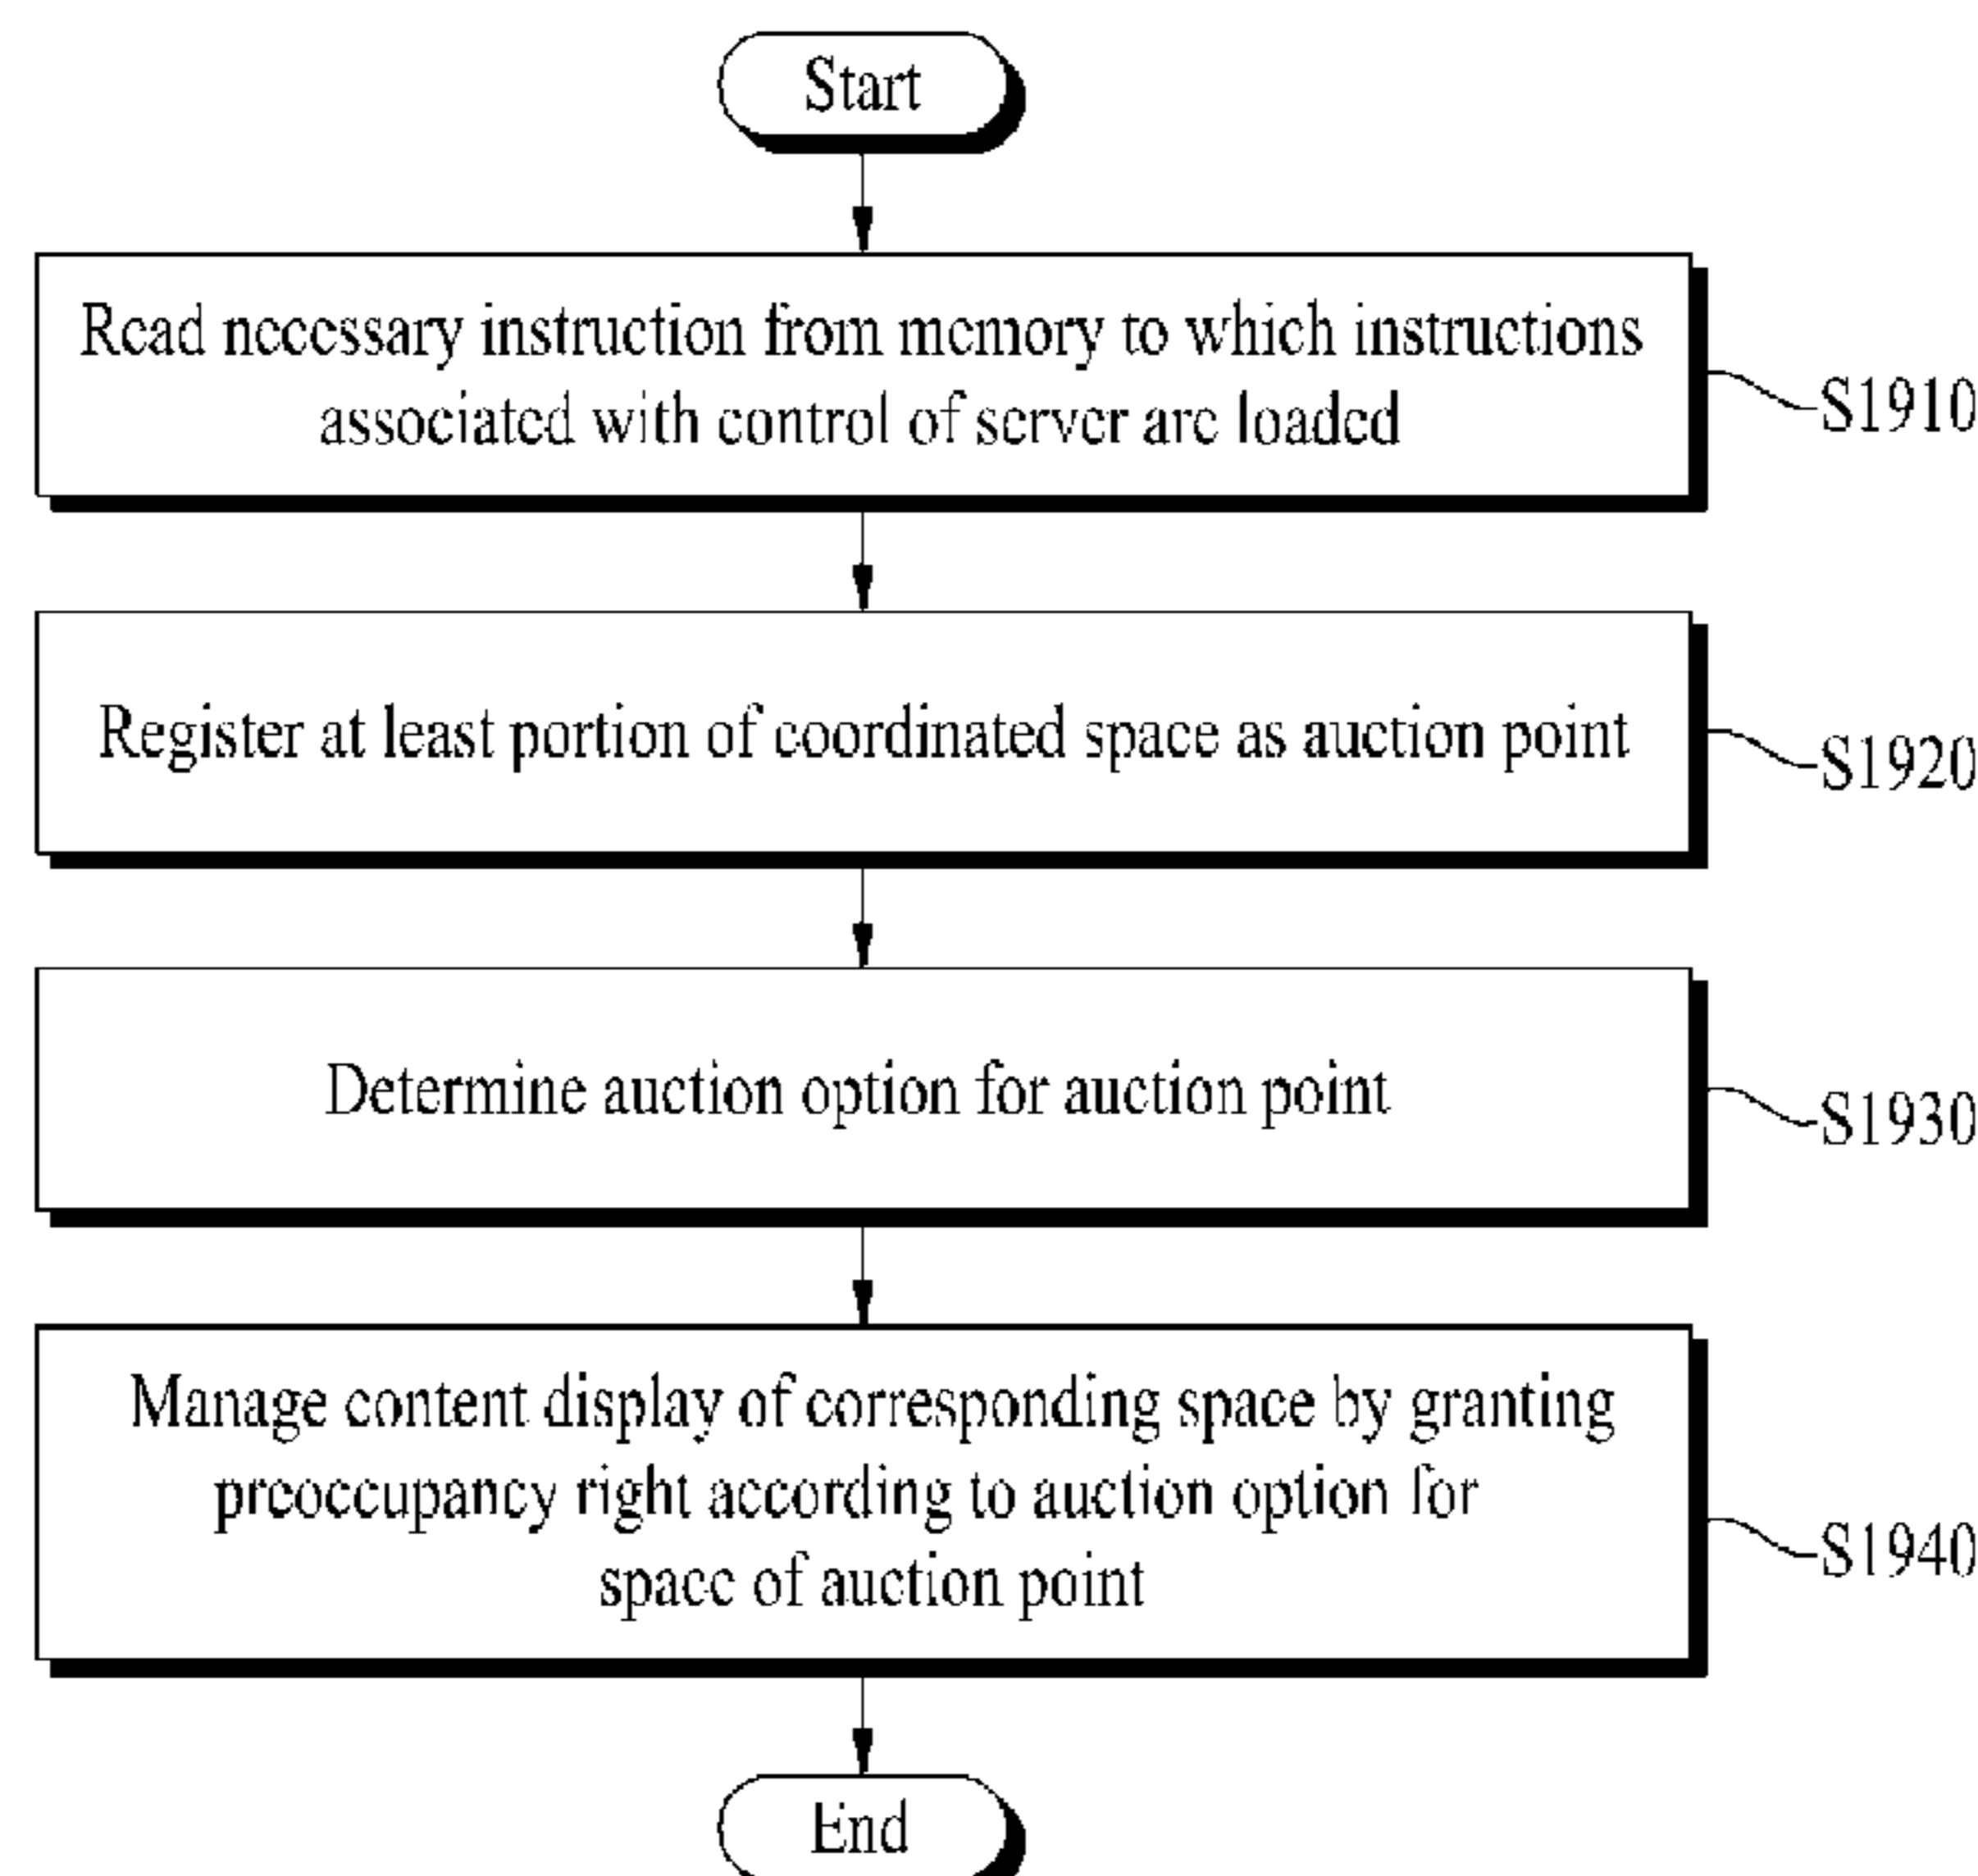 Start
Read necessary instruction from memory to which instructions
associated with control of server are loaded
S1910
Register at least portion of coordinated space as auction point
S1920
Determine auction option for auction point
S1930
Manage content display of corresponding space by granting
preoccupancy right according to auction option for
space of auction point
S1940
End